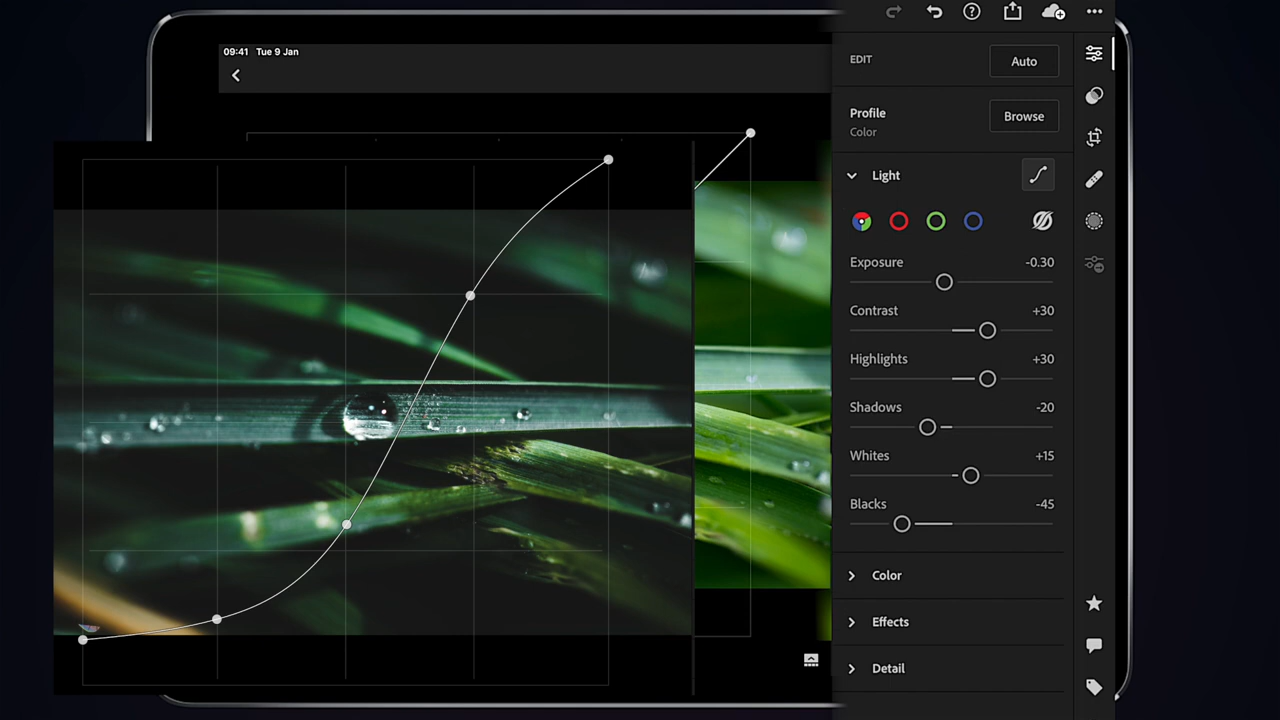 09:41 Tue 9 Jan
EDIT
Auto
Profile
Color
Browse
Light
Exposure -0.30
Contrast +30
Highlights +30
Shadows -20
Whites +15
Blacks -45
Color
Effects
Detail